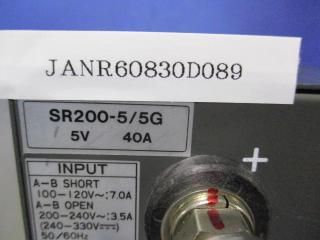 JANR60830D089
SR200-5/5G
5V 40A
INPUT
+
A-B SHORT
100-120V~:7.0A
A-B OPEN
200-240V~:3.5A
(240-330V⎓)
50/60Hz